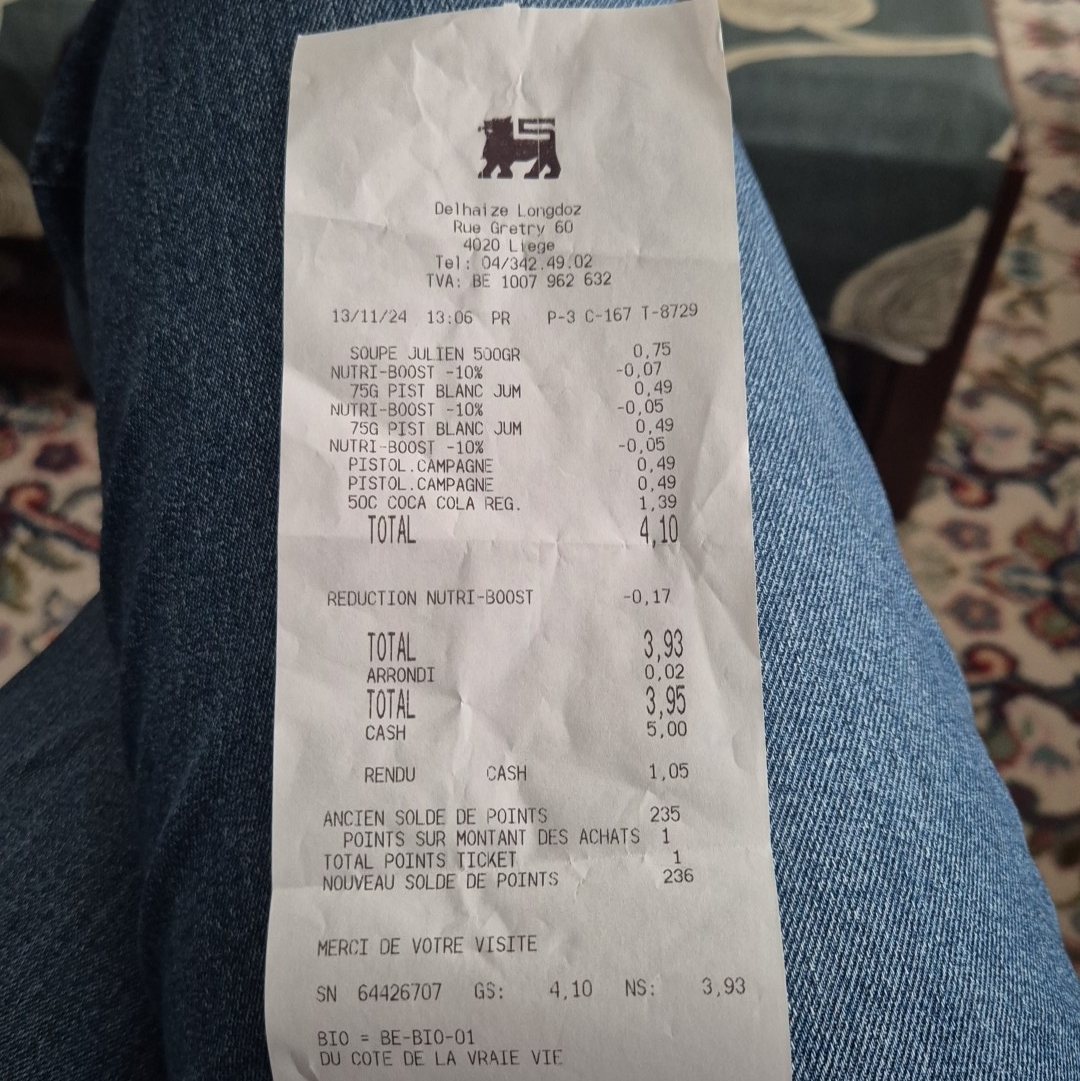 Delhaize Longdoz
Rue Gretry 60
4020 Liege
Tel: 04/342.49.02
TVA: BE 1007 962 632
13/11/24 13:06 PR P-3 C-167 T-8729
SOUPE JULIEN 500GR 0,75
NUTRI-BOOST -10% -0,07
75G PIST BLANC JUM 0,49
NUTRI-BOOST -10% -0,05
75G PIST BLANC JUM 0,49
NUTRI-BOOST -10% -0,05
PISTOL.CAMPAGNE 0,49
PISTOL.CAMPAGNE 0,49
50C COCA COLA REG. 1,39
TOTAL 4,10
REDUCTION NUTRI-BOOST -0,17
TOTAL 3,93
ARRONDI 0,02
TOTAL 3,95
CASH 5,00
RENDU CASH 1,05
ANCIEN SOLDE DE POINTS 235
POINTS SUR MONTANT DES ACHATS 1
TOTAL POINTS TICKET 1
NOUVEAU SOLDE DE POINTS 236
MERCI DE VOTRE VISITE
SN 64426707 GS: 4,10 NS: 3,93
BIO = BE-BIO-01
DU COTE DE LA VRAIE VIE